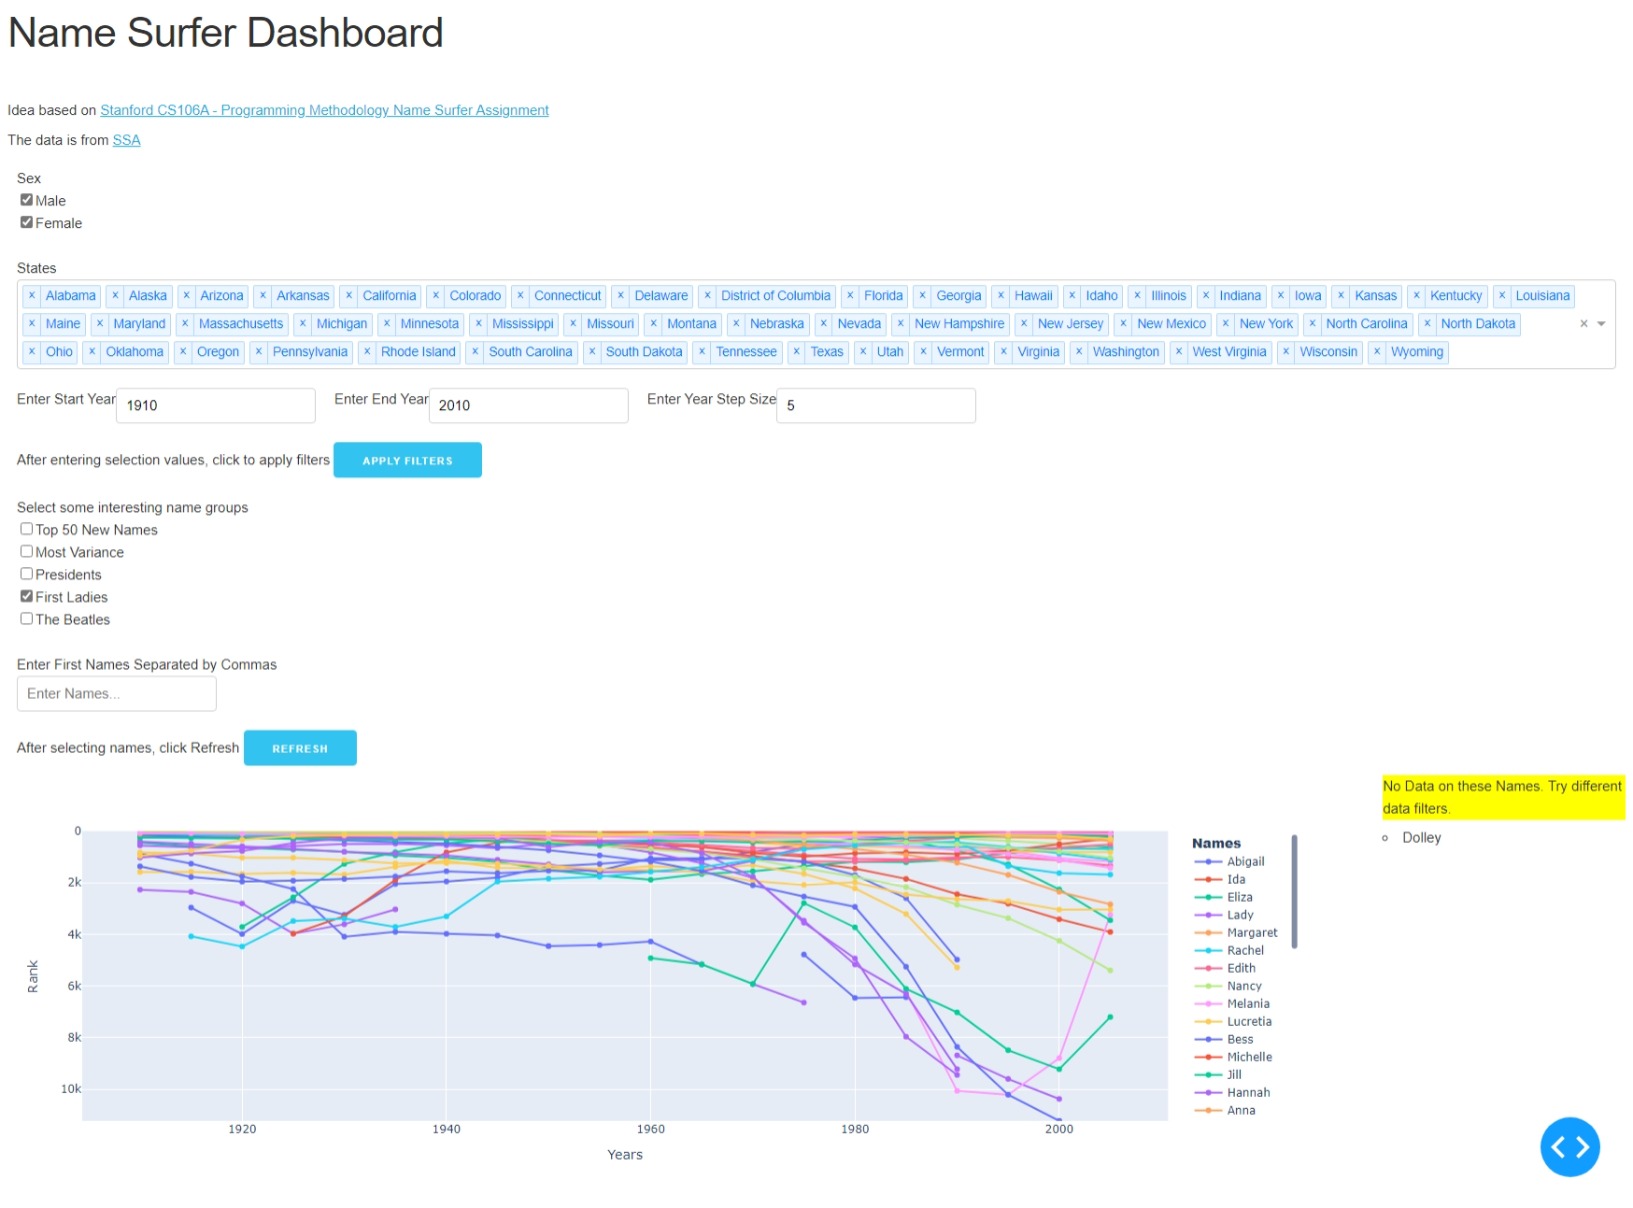 Name Surfer Dashboard
Idea based on Stanford CS106A - Programming Methodology Name Surfer Assignment
The data is from SSA
Sex
Male
Female
States
× Alabama × Alaska × Arizona × Arkansas × California × Colorado × Connecticut × Delaware × District of Columbia × Florida × Georgia × Hawaii × Idaho × Illinois × Indiana × Iowa × Kansas × Kentucky × Louisiana
× Maine × Maryland × Massachusetts × Michigan × Minnesota × Mississippi × Missouri × Montana × Nebraska × Nevada × New Hampshire × New Jersey × New Mexico × New York × North Carolina × North Dakota ×
× Ohio × Oklahoma × Oregon × Pennsylvania × Rhode Island × South Carolina × South Dakota × Tennessee × Texas × Utah × Vermont × Virginia × Washington × West Virginia × Wisconsin × Wyoming
Enter Start Year 1910 Enter End Year 2010 Enter Year Step Size 5
After entering selection values, click to apply filters APPLY FILTERS
Select some interesting name groups
Top 50 New Names
Most Variance
Presidents
First Ladies
The Beatles
Enter First Names Separated by Commas
Enter Names...
After selecting names, click Refresh REFRESH
No Data on these Names. Try different
data filters.
Dolley
0
2k
4k
6k
8k
10k
Rank
1920 1940 1960 1980 2000
Years
Names
Abigail
Ida
Eliza
Lady
Margaret
Rachel
Edith
Nancy
Melania
Lucretia
Bess
Michelle
Jill
Hannah
Anna